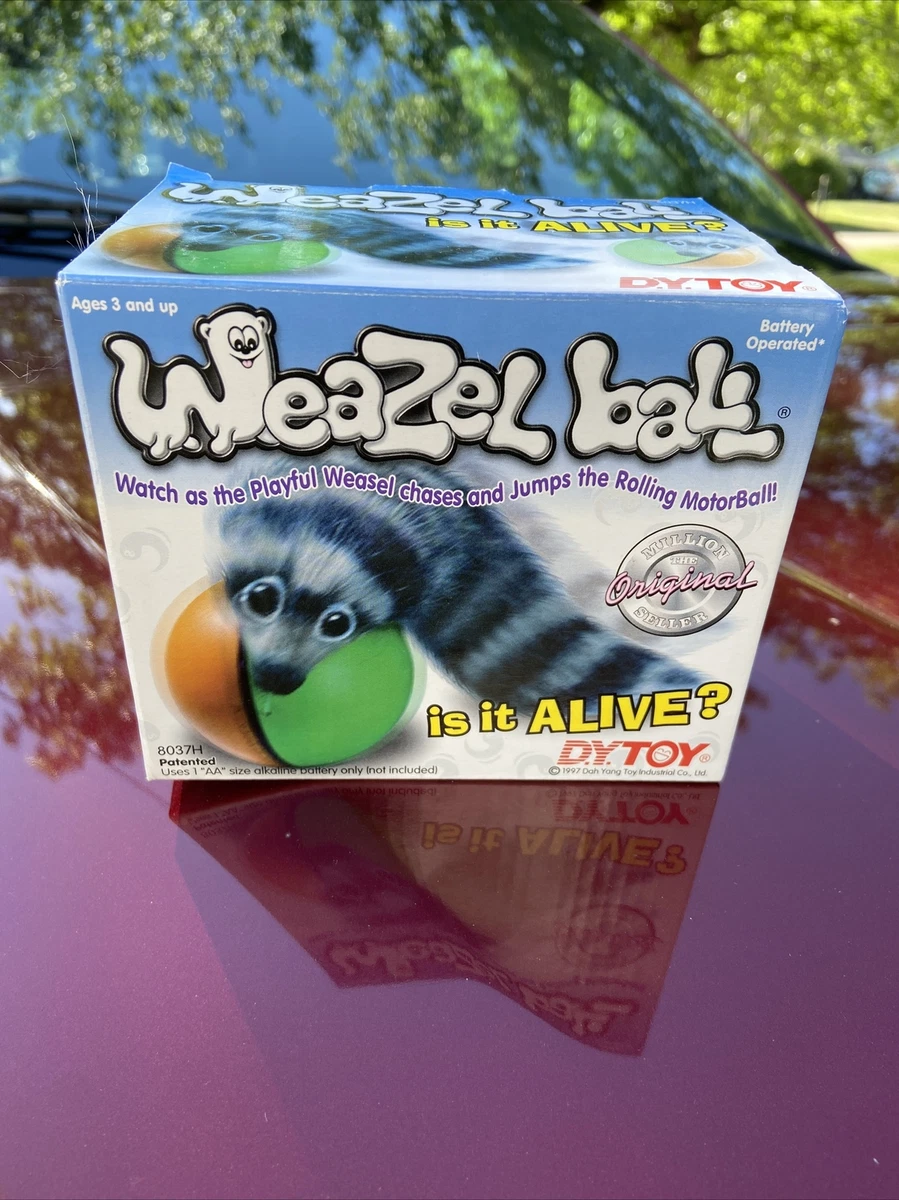 Weazel ball
is it ALIVE?
D.Y.TOY®
Ages 3 and up
Battery
Operated*
Weazel ball®
Watch as the Playful Weasel chases and Jumps the Rolling MotorBall!
MILLION
THE
Original
SELLER
is it ALIVE?
D.Y.TOY®
8037H
Patented
Uses 1 "AA" size alkaline battery only (not included)
©1997 Dah Yang Toy Industrial Co., Ltd.